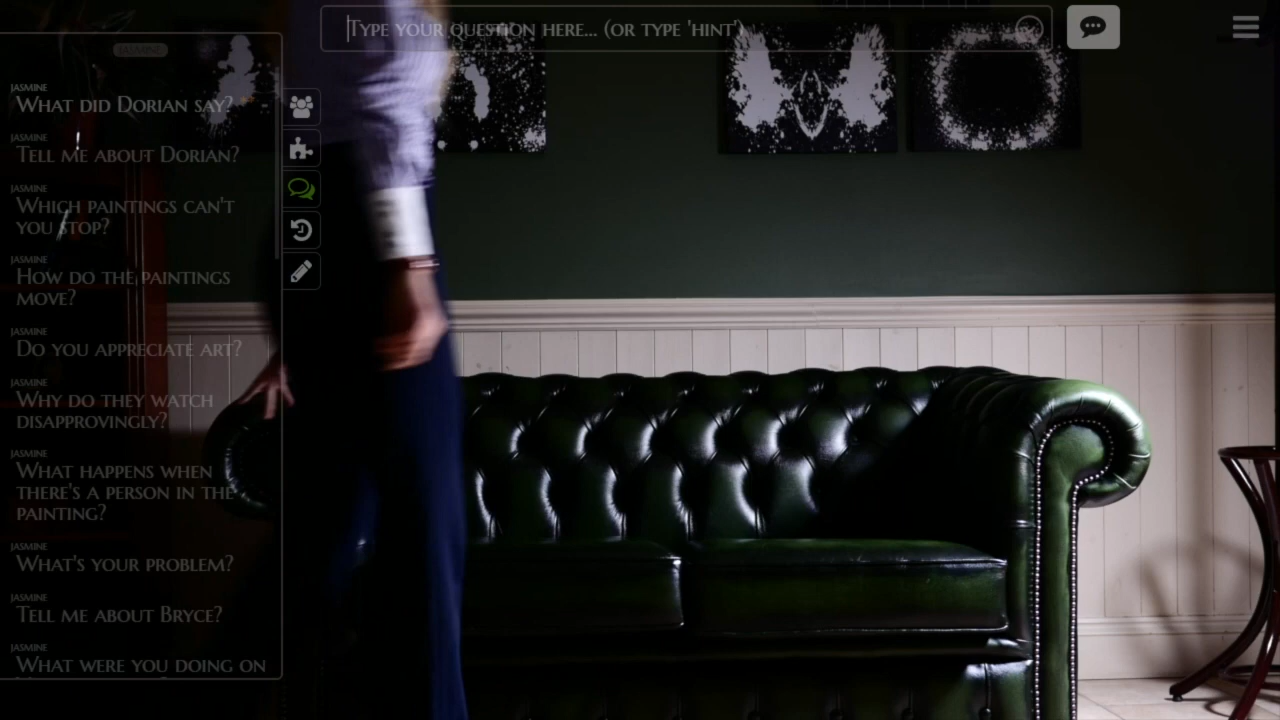 Type your question here... (or type 'hint')
JASMINE
JASMINE
What did Dorian say?
JASMINE
Tell me about Dorian?
JASMINE
Which paintings can't
you stop?
JASMINE
How do the paintings
move?
JASMINE
Do you appreciate art?
JASMINE
Why do they watch
disapprovingly?
JASMINE
What happens when
there's a person in the
painting?
JASMINE
What's your problem?
JASMINE
Tell me about Bryce?
JASMINE
What were you doing on